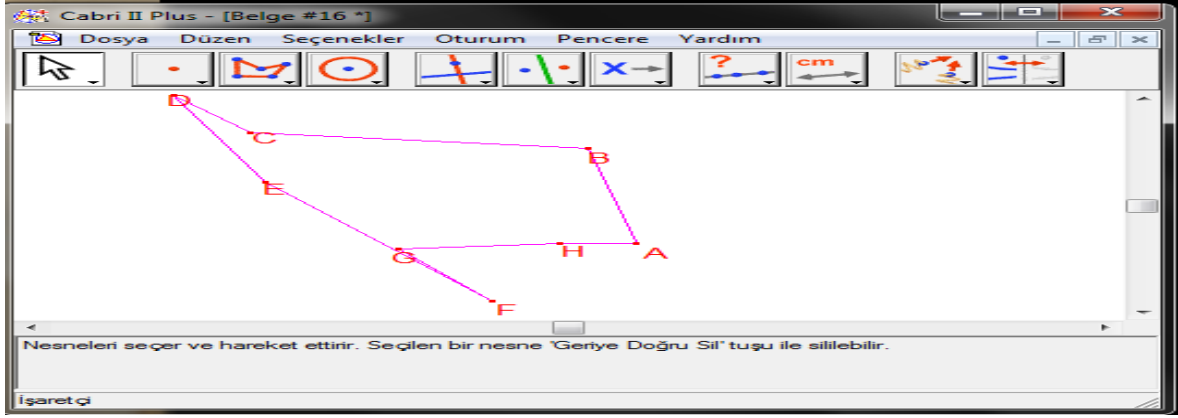 Cabri II Plus - [Belge #16 *]
Dosya Düzen Seçenekler Oturum Pencere Yardım
? cm
D
C
B
E
G
H
A
F
Nesneleri seçer ve hareket ettirir. Seçilen bir nesne 'Geriye Doğru Sil' tuşu ile sililebilir.
İşaretçi